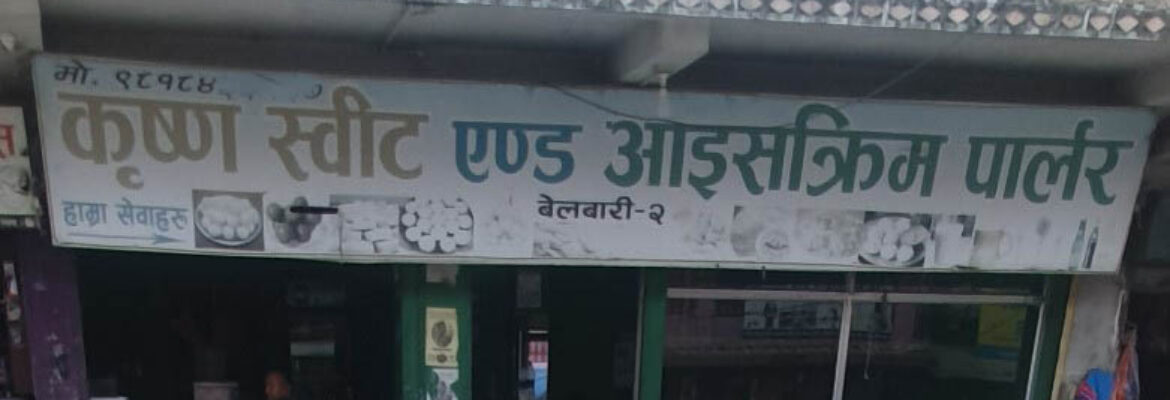 मो. ९८१८४
कृष्ण स्वीट एण्ड आइसक्रिम पार्लर
हाम्रा सेवाहरू
बेलबारी-२